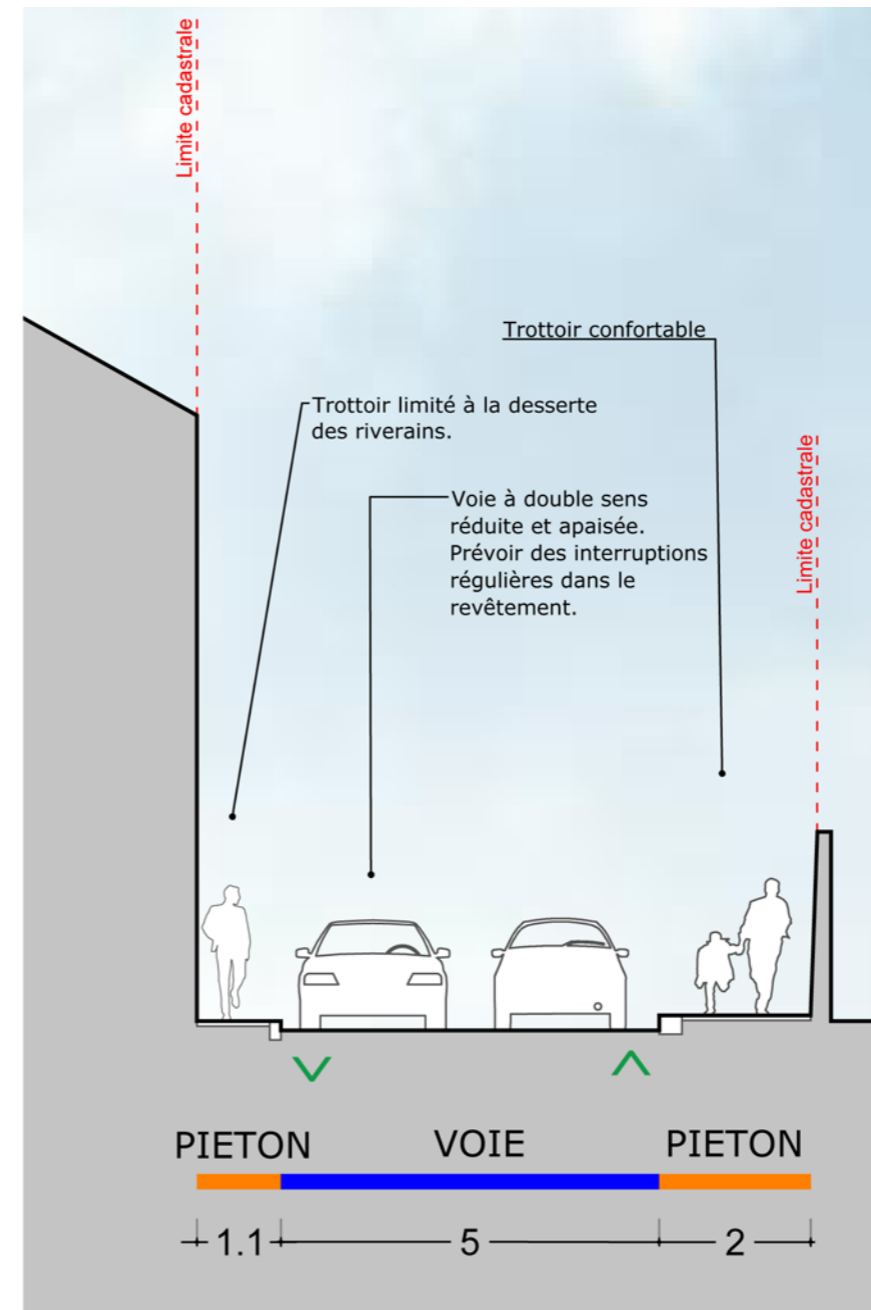 Limite cadastrale
Trottoir confortable
Trottoir limité à la desserte
des riverains.
Limite cadastrale
Voie à double sens
réduite et apaisée.
Prévoir des interruptions
régulières dans le
revêtement.
PIETON VOIE PIETON
1.1 5 2